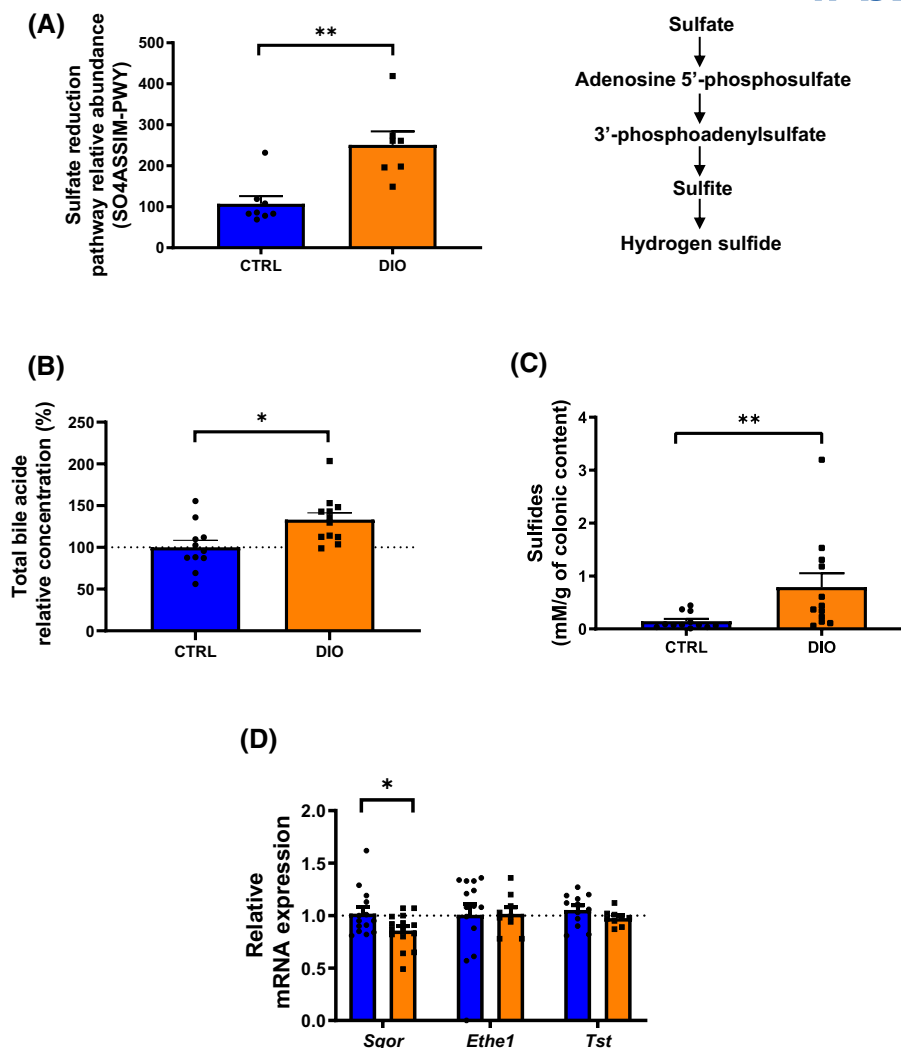 (A)
Sulfate reduction
pathway relative abundance
(SO4ASSIM-PWY)
500
400
300
200
100
0
**
CTRL
DIO
Sulfate
Adenosine 5'-phosphosulfate
3'-phosphoadenylsulfate
Sulfite
Hydrogen sulfide
(B)
Total bile acide
relative concentration (%)
250
200
150
100
50
0
*
CTRL
DIO
(C)
Sulfides
(mM/g of colonic content)
4
3
2
1
0
**
CTRL
DIO
(D)
Relative
mRNA expression
2.0
1.5
1.0
0.5
0.0
*
Sqor
Ethe1
Tst